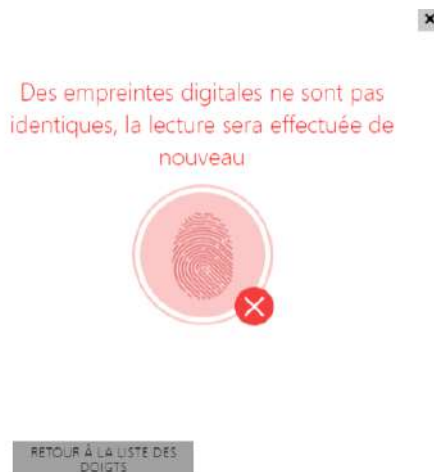 Des empreintes digitales ne sont pas
identiques, la lecture sera effectuée de
nouveau
RETOUR À LA LISTE DES
DOIGTS